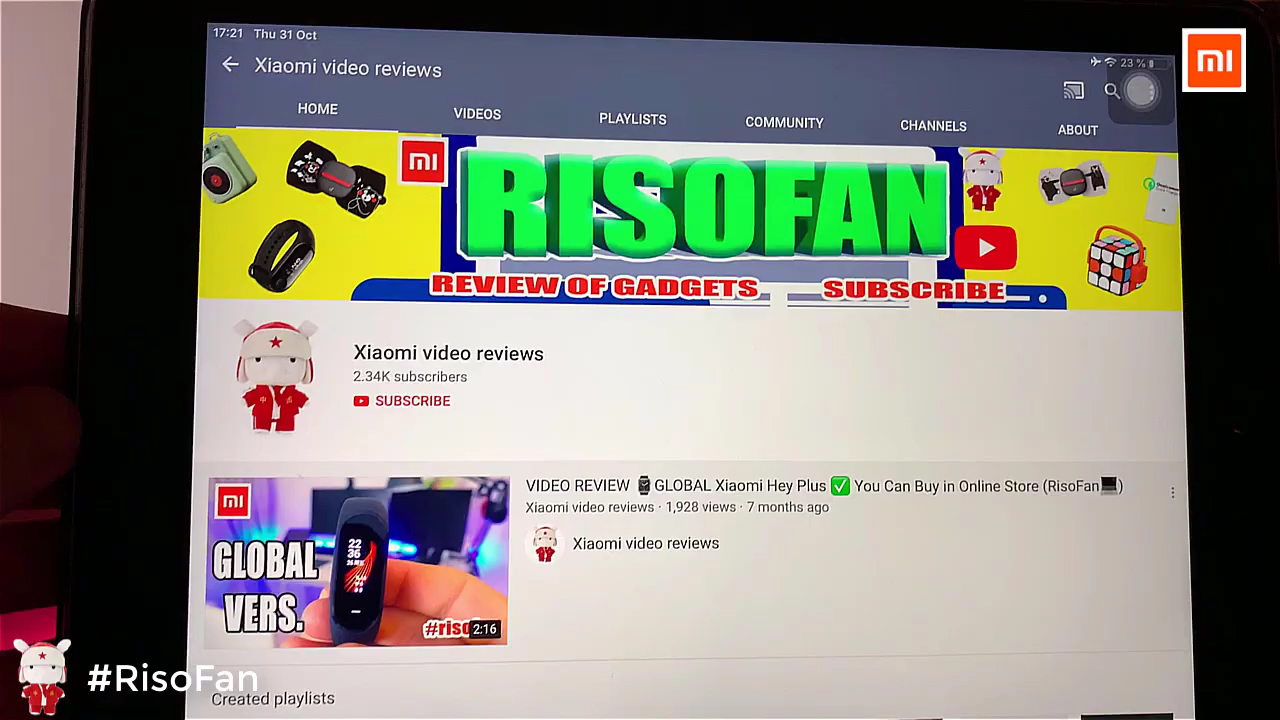 17:21 Thu 31 Oct
23 %
Xiaomi video reviews
HOME VIDEOS PLAYLISTS COMMUNITY CHANNELS ABOUT
mi
mi
RISOFAN
REVIEW OF GADGETS SUBSCRIBE
Xiaomi video reviews
2.34K subscribers
SUBSCRIBE
VIDEO REVIEW ⌚GLOBAL Xiaomi Hey Plus ✅ You Can Buy in Online Store (RisoFan💻)
Xiaomi video reviews · 1,928 views · 7 months ago
Xiaomi video reviews
mi
GLOBAL
VERS.
22
36
#riso
2:16
#RisoFan
Created playlists